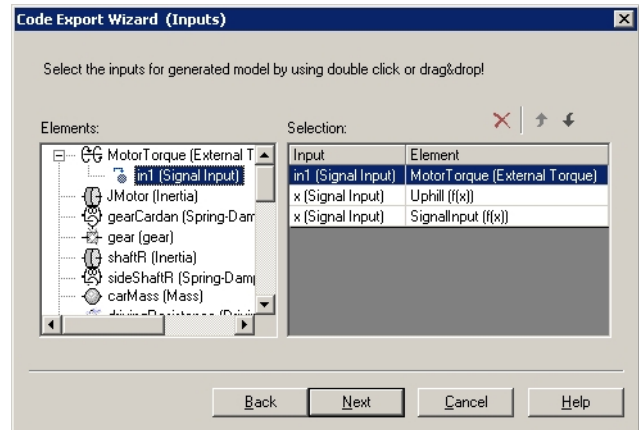 Code Export Wizard (Inputs)
Select the inputs for generated model by using double click or drag&drop!
Elements:
Selection:
MotorTorque (External T
in1 (Signal Input)
JMotor (Inertia)
gearCardan (Spring-Dam
gear (gear)
shaftR (Inertia)
sideShaftR (Spring-Dam
carMass (Mass)
Input Element
in1 (Signal Input) MotorTorque (External Torque)
x (Signal Input) Uphill (f(x))
x (Signal Input) SignalInput (f(x))
Back Next Cancel Help